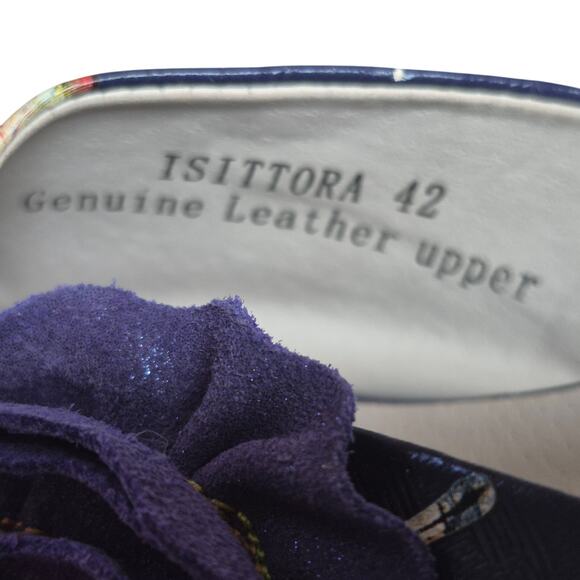 ISITTORA 42
Genuine Leather upper